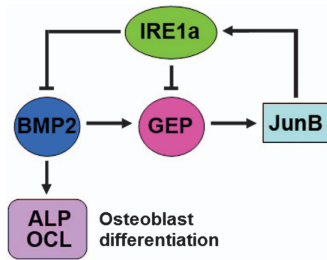 IRE1a
BMP2
GEP
JunB
ALP
OCL
Osteoblast
differentiation